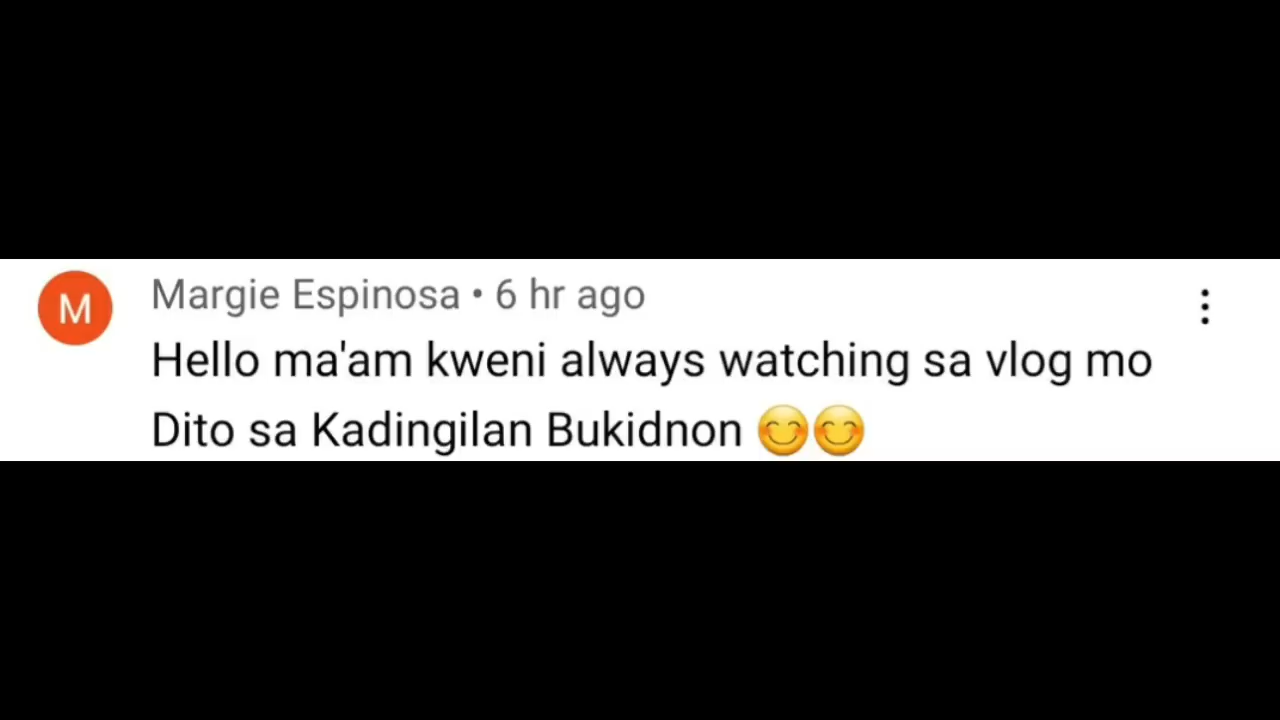 M
Margie Espinosa • 6 hr ago
Hello ma'am kweni always watching sa vlog mo
Dito sa Kadingilan Bukidnon 😊😊